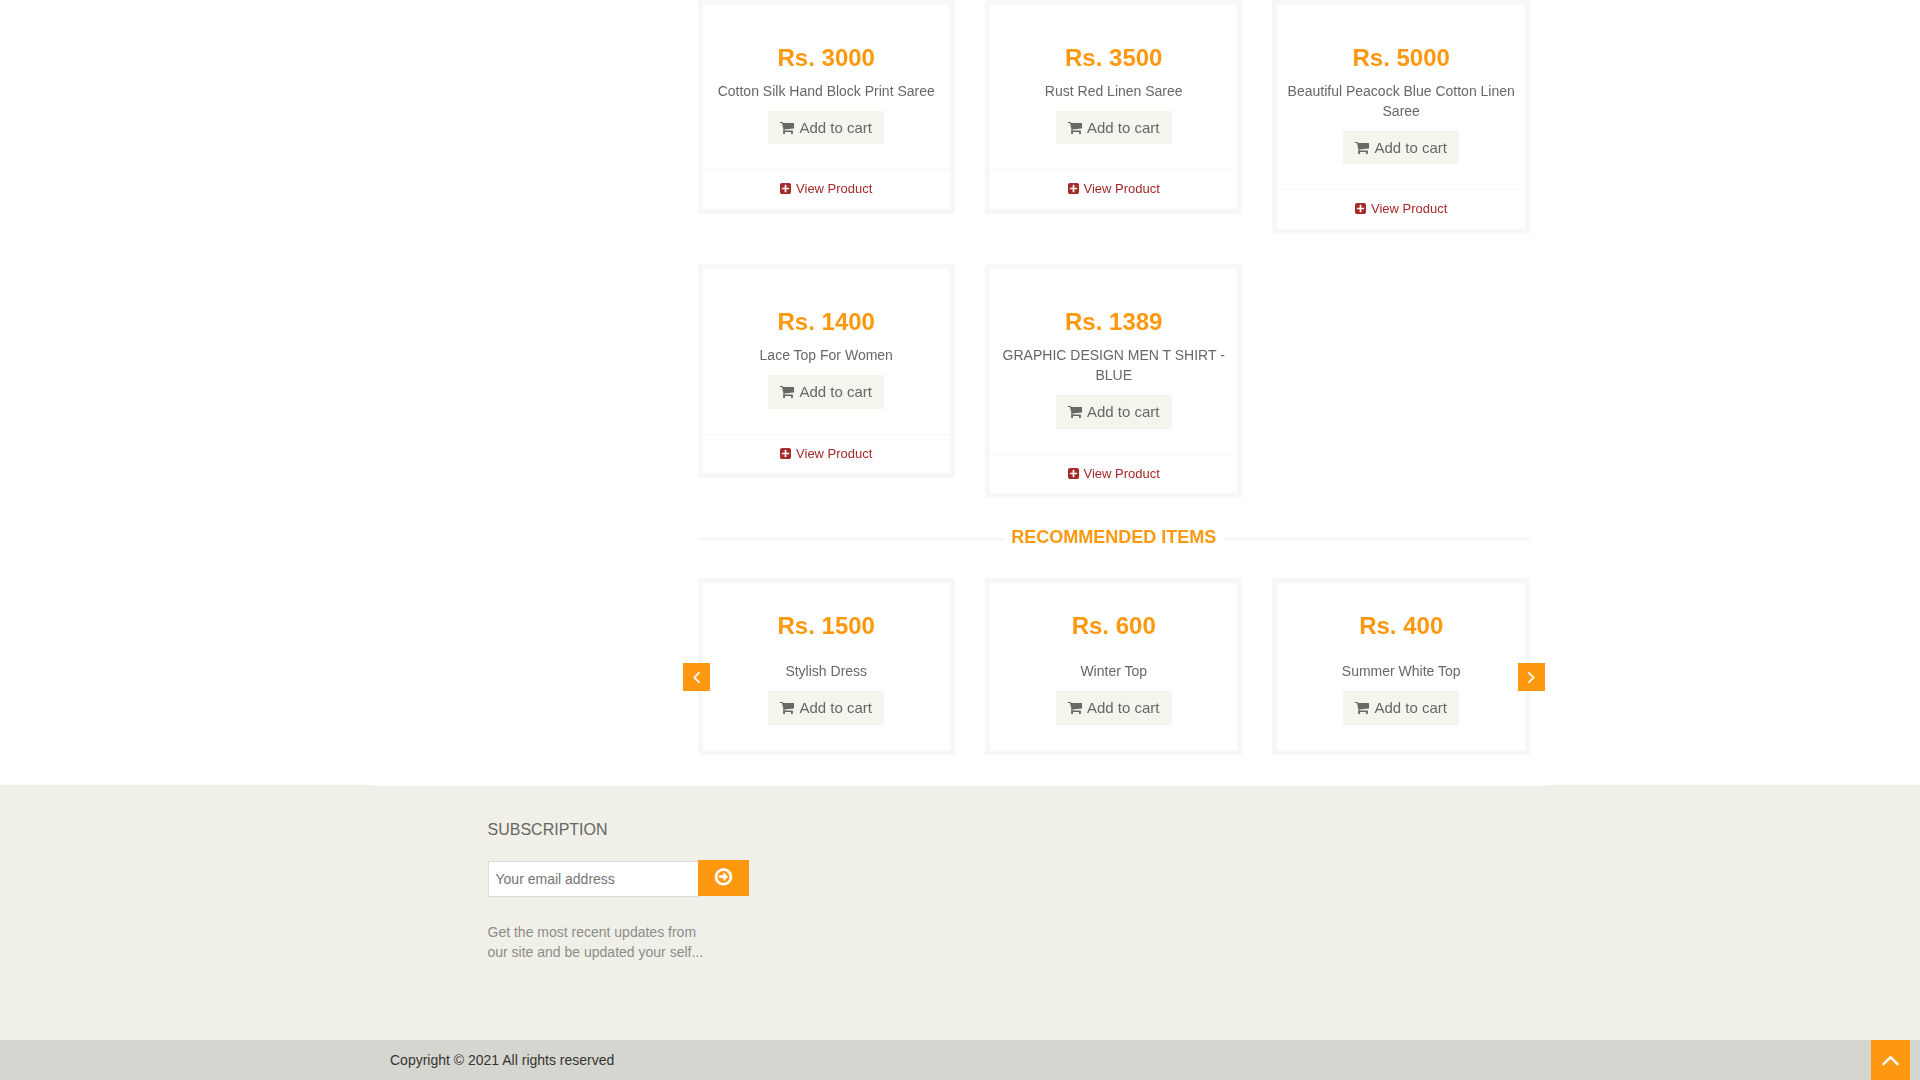 Rs. 3000
Cotton Silk Hand Block Print Saree
Add to cart
View Product
Rs. 3500
Rust Red Linen Saree
Add to cart
View Product
Rs. 5000
Beautiful Peacock Blue Cotton Linen
Saree
Add to cart
View Product
Rs. 1400
Lace Top For Women
Add to cart
View Product
Rs. 1389
GRAPHIC DESIGN MEN T SHIRT -
BLUE
Add to cart
View Product
RECOMMENDED ITEMS
Rs. 1500
Stylish Dress
Add to cart
Rs. 600
Winter Top
Add to cart
Rs. 400
Summer White Top
Add to cart
SUBSCRIPTION
Your email address
Get the most recent updates from
our site and be updated your self...
Copyright © 2021 All rights reserved